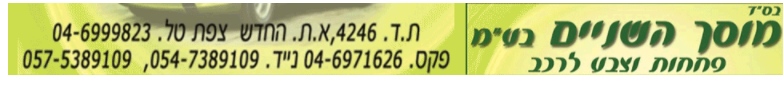 בס"ד
מוסך השניים בע"מ
פחחות וצבע לרכב
ת.ד. 4246,א.ת. החדש צפת טל. 04-6999823
פקס. 04-6971626 נייד. 054-7389109, 057-5389109